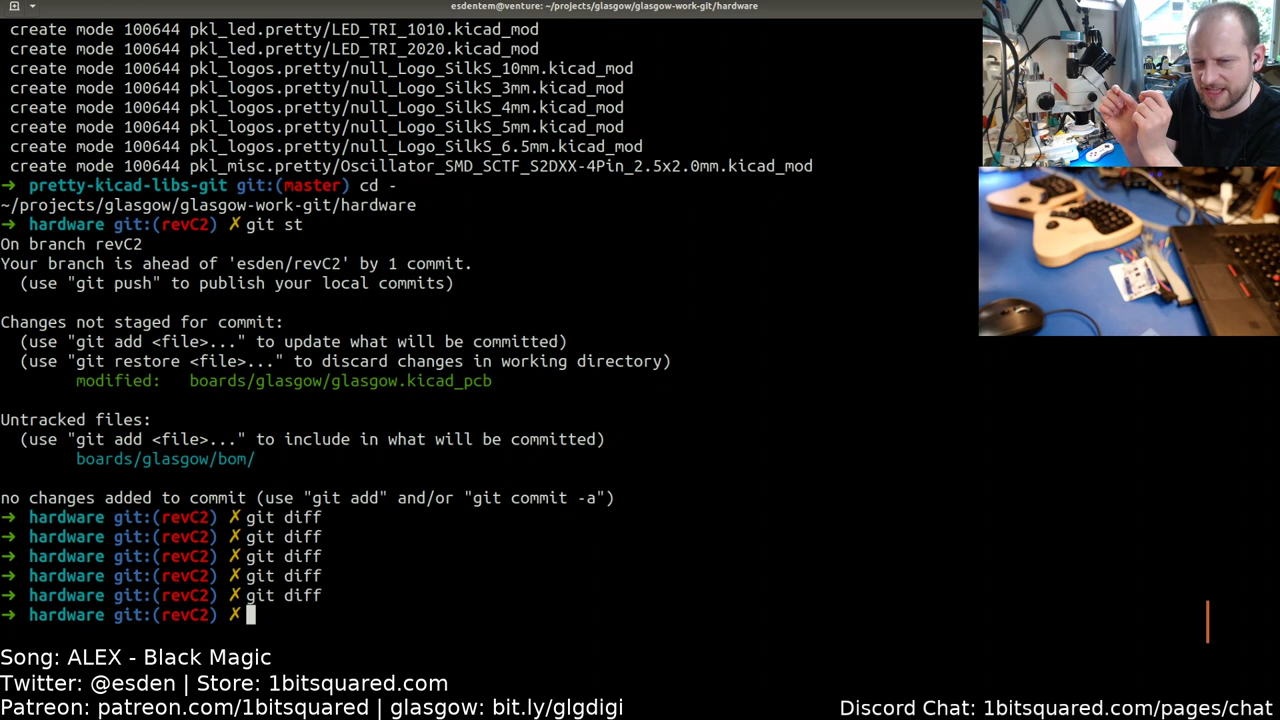 esdentem@venture: ~/projects/glasgow/glasgow-work-git/hardware
create mode 100644 pkl_led.pretty/LED_TRI_1010.kicad_mod
create mode 100644 pkl_led.pretty/LED_TRI_2020.kicad_mod
create mode 100644 pkl_logos.pretty/null_Logo_SilkS_10mm.kicad_mod
create mode 100644 pkl_logos.pretty/null_Logo_SilkS_3mm.kicad_mod
create mode 100644 pkl_logos.pretty/null_Logo_SilkS_4mm.kicad_mod
create mode 100644 pkl_logos.pretty/null_Logo_SilkS_5mm.kicad_mod
create mode 100644 pkl_logos.pretty/null_Logo_SilkS_6.5mm.kicad_mod
create mode 100644 pkl_misc.pretty/Oscillator_SMD_SCTF_S2DXX-4Pin_2.5x2.0mm.kicad_mod
→ pretty-kicad-libs-git git:(master) cd -
~/projects/glasgow/glasgow-work-git/hardware
→ hardware git:(revC2) ✗ git st
On branch revC2
Your branch is ahead of 'esden/revC2' by 1 commit.
(use "git push" to publish your local commits)
Changes not staged for commit:
(use "git add <file>..." to update what will be committed)
(use "git restore <file>..." to discard changes in working directory)
modified: boards/glasgow/glasgow.kicad_pcb
Untracked files:
(use "git add <file>..." to include in what will be committed)
boards/glasgow/bom/
no changes added to commit (use "git add" and/or "git commit -a")
→ hardware git:(revC2) ✗ git diff
→ hardware git:(revC2) ✗ git diff
→ hardware git:(revC2) ✗ git diff
→ hardware git:(revC2) ✗ git diff
→ hardware git:(revC2) ✗ git diff
→ hardware git:(revC2) ✗
Song: ALEX - Black Magic
Twitter: @esden | Store: 1bitsquared.com
Patreon: patreon.com/1bitsquared | glasgow: bit.ly/glgdigi
Discord Chat: 1bitsquared.com/pages/chat